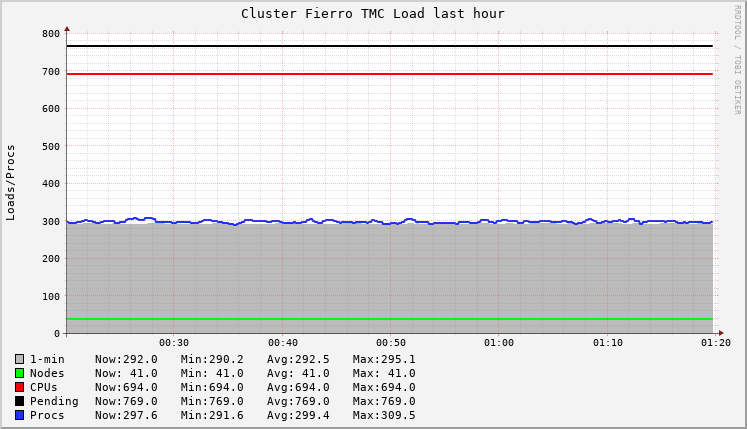 Cluster Fierro TMC Load last hour
RRDTOOL / TOBI OETIKER
Loads/Procs
800
700
600
500
400
300
200
100
0
00:30 00:40 00:50 01:00 01:10 01:20
1-min Now:292.0 Min:290.2 Avg:292.5 Max:295.1
Nodes Now: 41.0 Min: 41.0 Avg: 41.0 Max: 41.0
CPUs Now:694.0 Min:694.0 Avg:694.0 Max:694.0
Pending Now:769.0 Min:769.0 Avg:769.0 Max:769.0
Procs Now:297.6 Min:291.6 Avg:299.4 Max:309.5